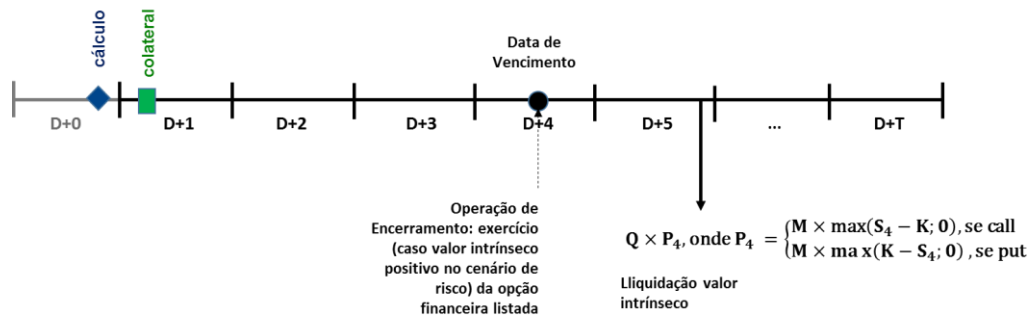 cálculo
colateral
Data de
Vencimento
D+0
D+1
D+2
D+3
D+4
D+5
...
D+T
Operação de
Encerramento: exercício
(caso valor intrínseco
positivo no cenário de
risco) da opção
financeira listada
Q × P₄, onde P₄ = {M × max(S₄ − K; 0), se call
M × ma x(K − S₄; 0) , se put
Lliquidação valor
intrínseco